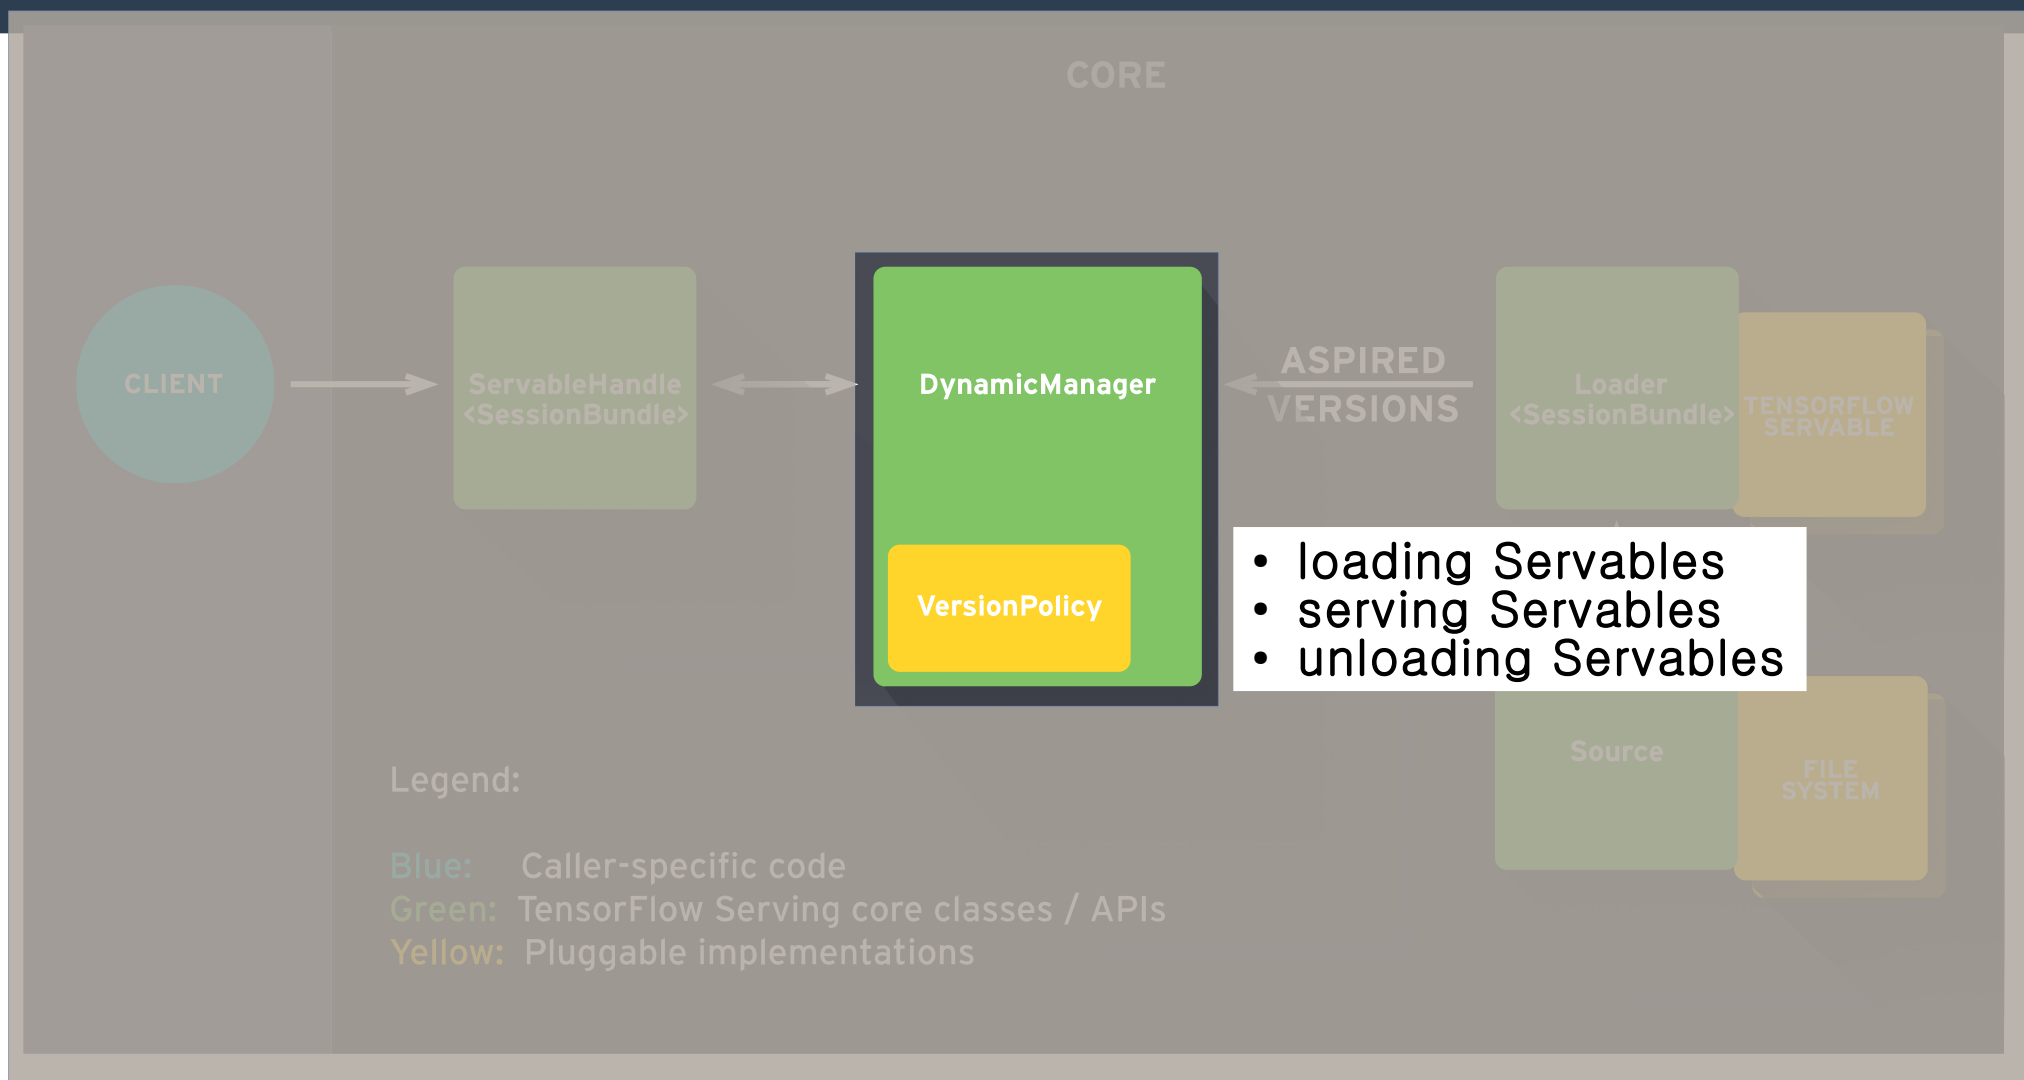 CORE
CLIENT
ServableHandle
<SessionBundle>
DynamicManager
VersionPolicy
ASPIRED
VERSIONS
Loader
<SessionBundle>
TENSORFLOW
SERVABLE
• loading Servables
• serving Servables
• unloading Servables
Source
FILE
SYSTEM
Legend:
Blue: Caller-specific code
Green: TensorFlow Serving core classes / APIs
Yellow: Pluggable implementations